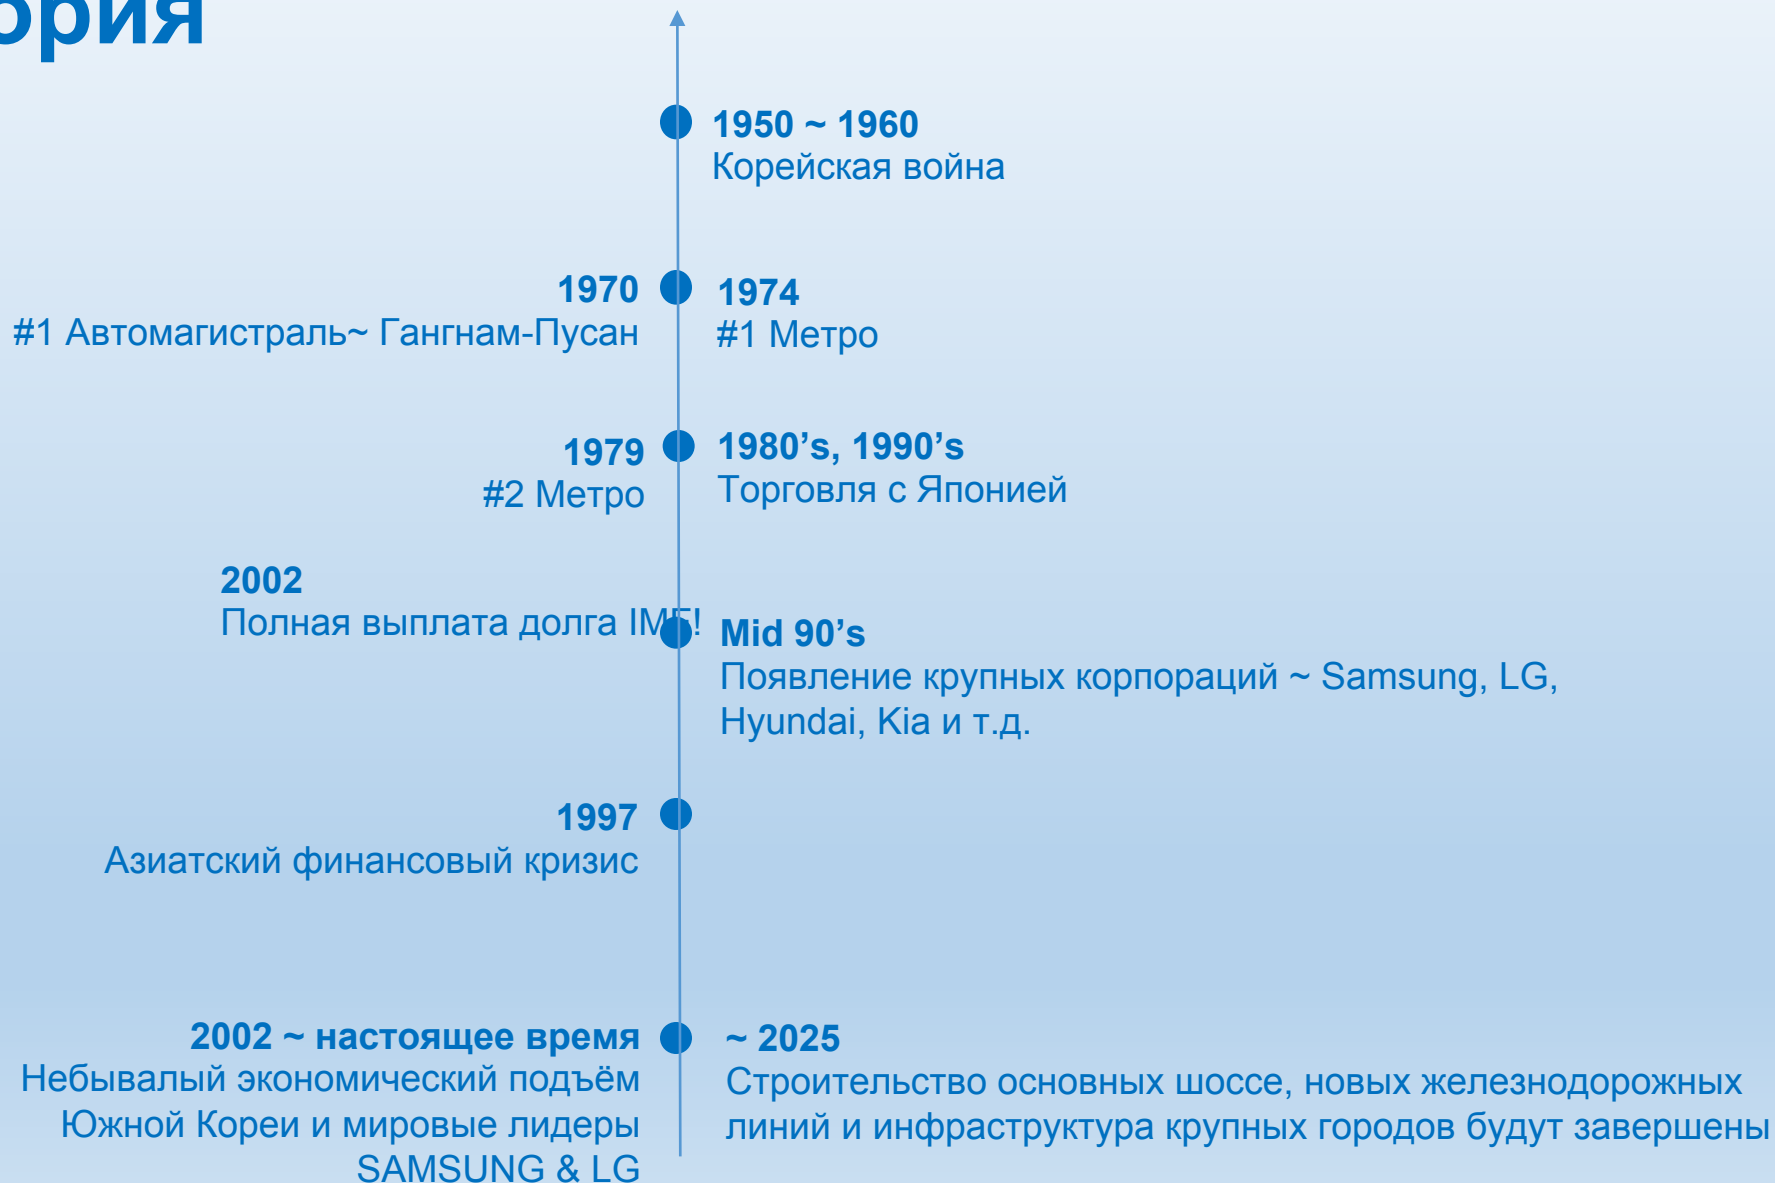 ория
1950 ~ 1960
Корейская война
1970
#1 Автомагистраль~ Гангнам-Пусан
1974
#1 Метро
1979
#2 Метро
1980’s, 1990’s
Торговля с Японией
2002
Полная выплата долга IMF!
Mid 90’s
Появление крупных корпораций ~ Samsung, LG,
Hyundai, Kia и т.д.
1997
Азиатский финансовый кризис
2002 ~ настоящее время
Небывалый экономический подъём
Южной Кореи и мировые лидеры
SAMSUNG & LG
~ 2025
Строительство основных шоссе, новых железнодорожных
линий и инфраструктура крупных городов будут завершены